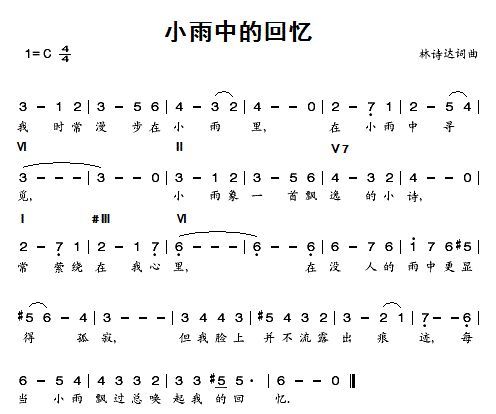 小雨中的回忆
1=C 4/4
林诗达词曲
3 － 1 2 | 3 － 5 6 | 4 － 3 2 | 4 － － 0 | 2 － 7 1 | 2 － 5 4 |
我 时 常 漫 步 在 小 雨 里, 在 小 雨 中 寻
Ⅵ Ⅱ Ⅴ7
3 － － － | 3 － － 0 | 3 － 1 2 | 3 － 5 6 | 4 － 3 2 | 4 － － 0 |
觅, 小 雨 象 一 首 飘 逸 的 小 诗,
Ⅰ #Ⅲ Ⅵ
2 － 7 1 | 2 － 1 7 | 6 － － － | 6 － － 0 | 6 － 7 6 | 1 7 6 #5 |
常 萦 绕 在 我 心 里, 在 没 人 的 雨 中 更 显
#5 6 － 4 | 3 － － － | 3 4 4 3 | #5 4 4 3 | 3 － 2 1 | 7 － － 6 |
得 孤 寂, 但 我 脸 上 并 不 流 露 出 痕 迹, 每
6 － 5 4 | 4 3 3 2 | 3 3 #5 5· | 6 － － 0 ‖
当 小 雨 飘 过 总 唤 起 我 的 回 忆.